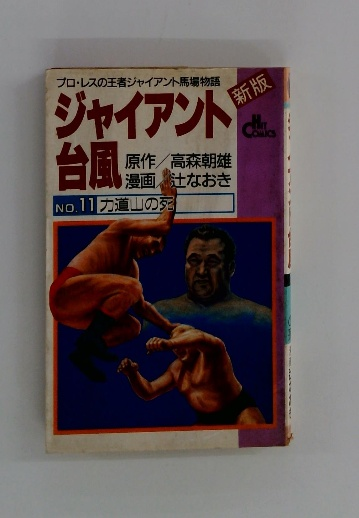 プロ・レスの王者ジャイアント馬場物語
新版
ジャイアント
台風
原作／高森朝雄
漫画／辻なおき
HIT COMICS
NO.11 力道山の死